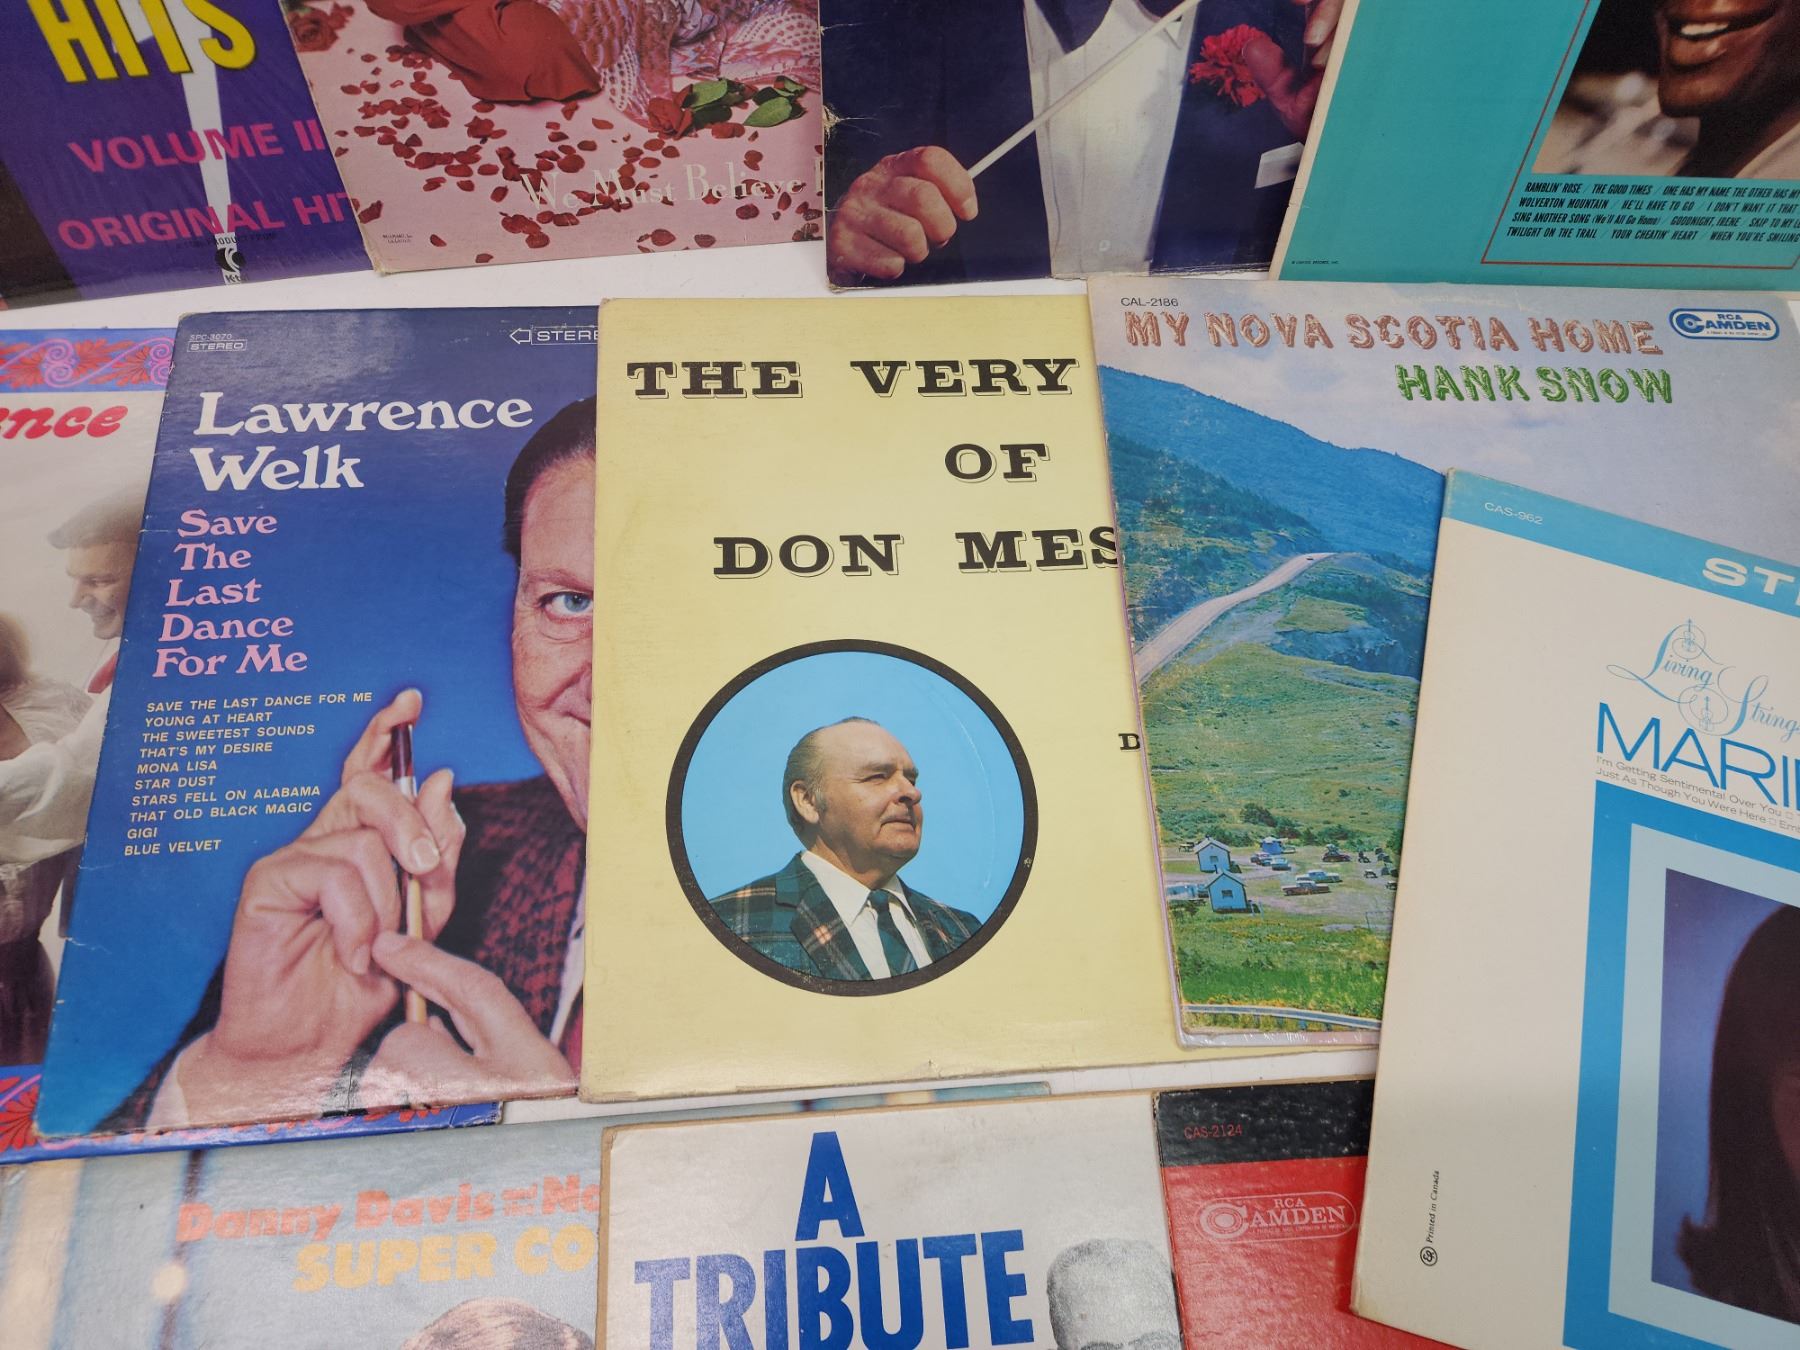 HITS
VOLUME II
ORIGINAL HI
We Must Believe
RAMBLIN' ROSE / THE GOOD TIMES / ONE HAS MY NAME THE OTHER HAS MY
WOLVERTON MOUNTAIN / HE'LL HAVE TO GO / I DON'T WANT IT THAT
SING ANOTHER SONG (We'll All Go Home) / GOODNIGHT, IRENE / SKIP TO MY
TWILIGHT ON THE TRAIL / YOUR CHEATIN' HEART / WHEN YOU'RE SMILING
nce
SPC-3070
STEREO
STERE
Lawrence
Welk
Save
The
Last
Dance
For Me
SAVE THE LAST DANCE FOR ME
YOUNG AT HEART
THE SWEETEST SOUNDS
THAT'S MY DESIRE
MONA LISA
STAR DUST
STARS FELL ON ALABAMA
THAT OLD BLACK MAGIC
GIGI
BLUE VELVET
THE VERY
OF
DON MES
D
CAL-2186
MY NOVA SCOTIA HOME
HANK SNOW
RCA
CAMDEN
CAS-962
ST
Living
Strings
MARI
I'm Getting Sentimental Over You
Just As Though You Were Here
Printed in Canada
Danny Davis and the Na
SUPER CO
A
TRIBUTE
CAS-2124
RCA
CAMDEN